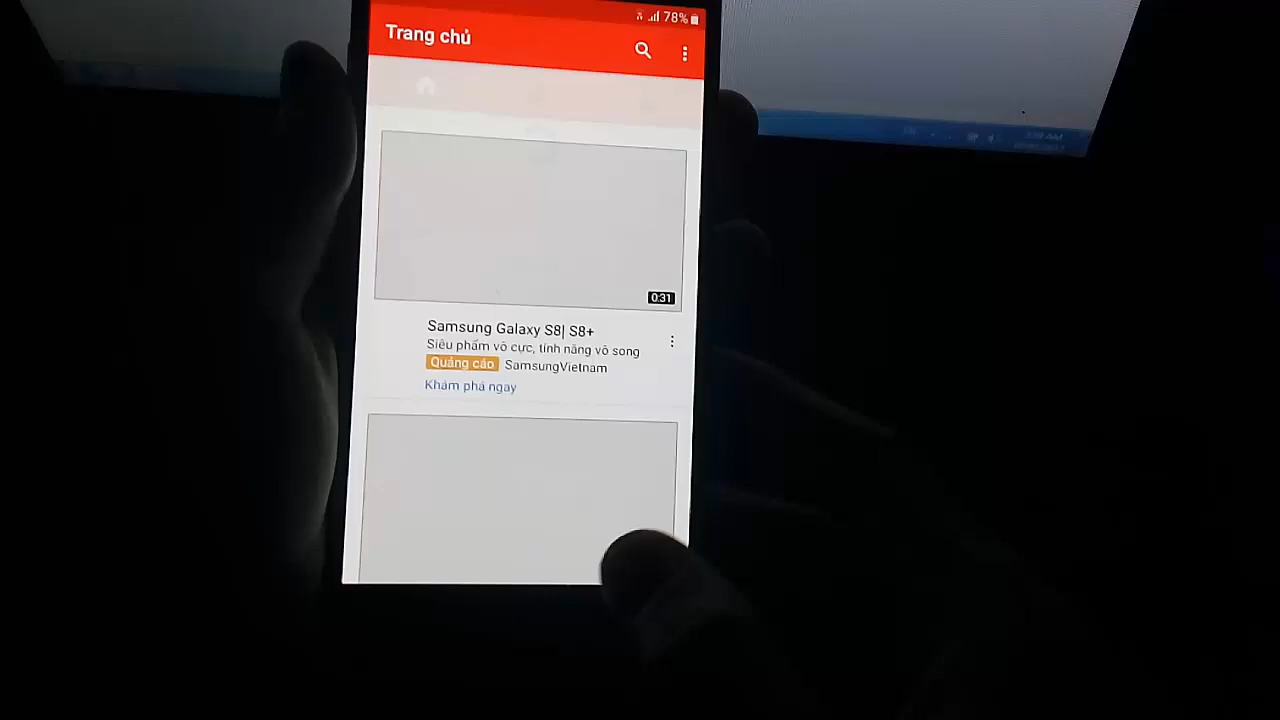 78%
Trang chủ
0:31
Samsung Galaxy S8| S8+
Siêu phẩm vô cực, tính năng vô song
Quảng cáo SamsungVietnam
Khám phá ngay